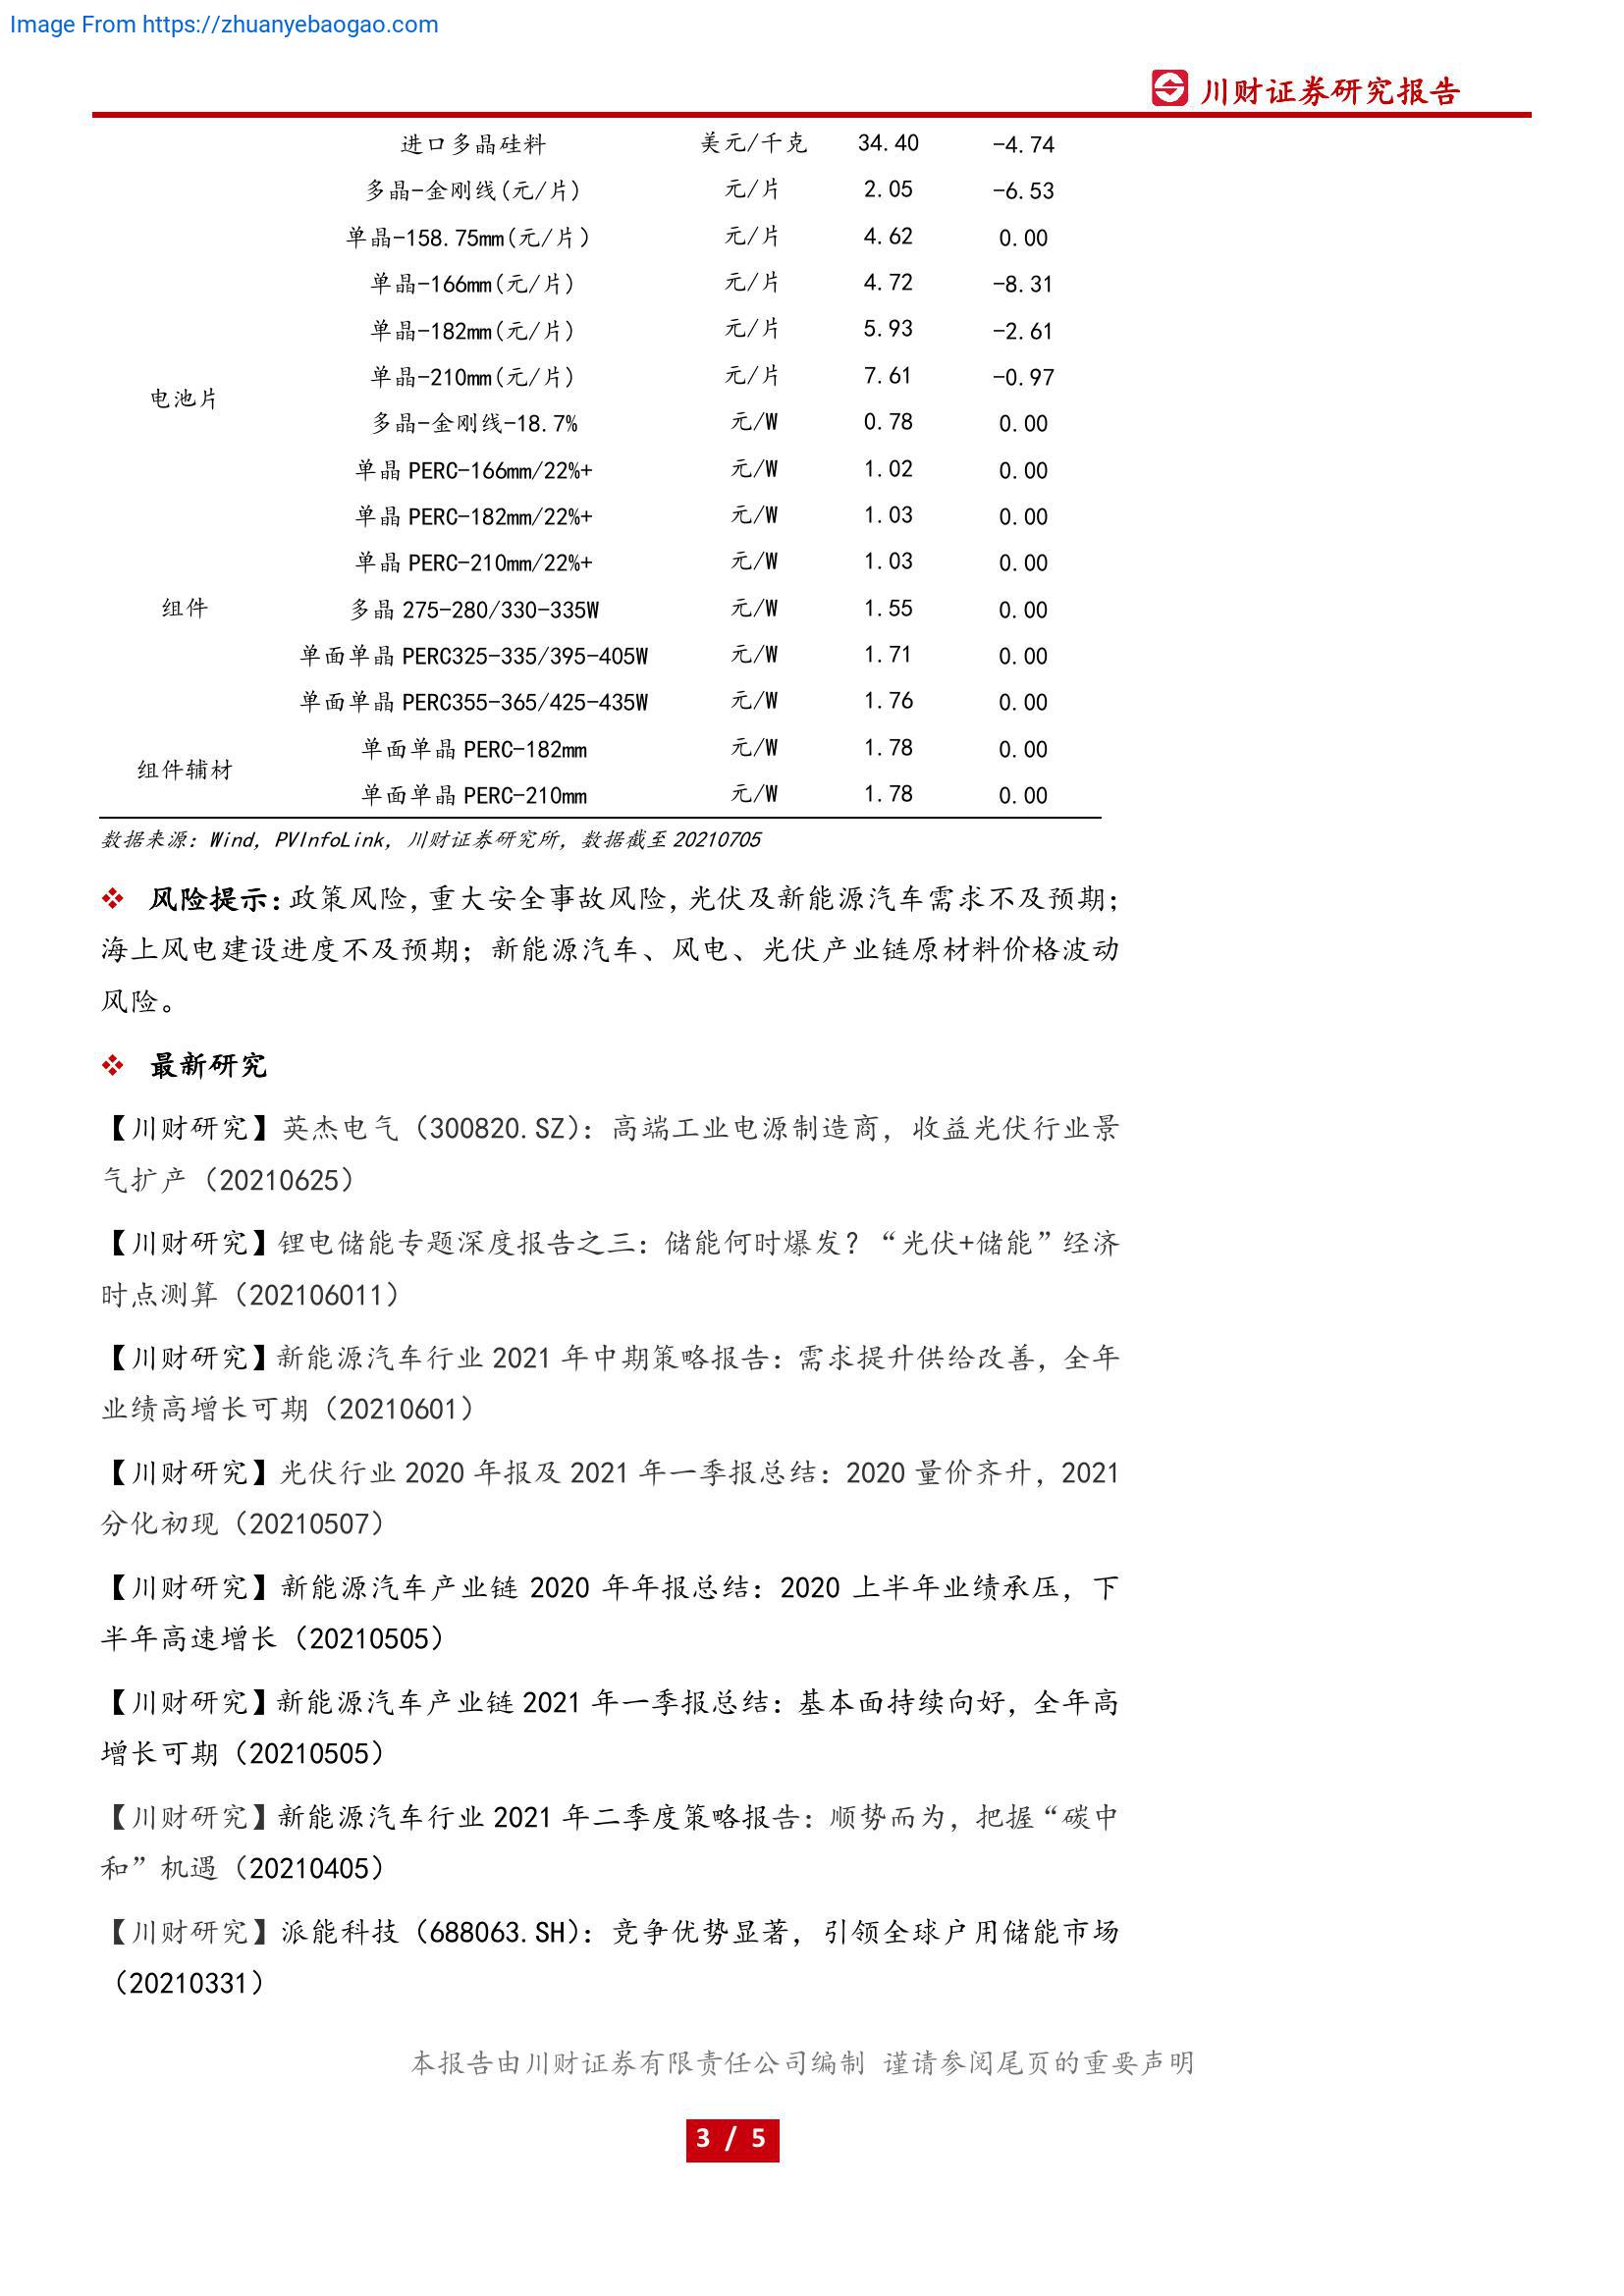 Image From https://zhuanyebaogao.com
川财证券研究报告
进口多晶硅料 美元/千克 34.40 -4.74
多晶-金刚线(元/片) 元/片 2.05 -6.53
单晶-158.75mm(元/片) 元/片 4.62 0.00
单晶-166mm(元/片) 元/片 4.72 -8.31
单晶-182mm(元/片) 元/片 5.93 -2.61
单晶-210mm(元/片) 元/片 7.61 -0.97
电池片
多晶-金刚线-18.7% 元/W 0.78 0.00
单晶 PERC-166mm/22%+ 元/W 1.02 0.00
单晶 PERC-182mm/22%+ 元/W 1.03 0.00
单晶 PERC-210mm/22%+ 元/W 1.03 0.00
组件 多晶 275-280/330-335W 元/W 1.55 0.00
单面单晶 PERC325-335/395-405W 元/W 1.71 0.00
单面单晶 PERC355-365/425-435W 元/W 1.76 0.00
单面单晶 PERC-182mm 元/W 1.78 0.00
组件辅材
单面单晶 PERC-210mm 元/W 1.78 0.00
数据来源：Wind，PVInfoLink，川财证券研究所，数据截至 20210705
❖ 风险提示：政策风险，重大安全事故风险，光伏及新能源汽车需求不及预期；
海上风电建设进度不及预期；新能源汽车、风电、光伏产业链原材料价格波动
风险。
❖ 最新研究
【川财研究】英杰电气（300820.SZ）：高端工业电源制造商，收益光伏行业景
气扩产（20210625）
【川财研究】锂电储能专题深度报告之三：储能何时爆发？“光伏+储能”经济
时点测算（202106011）
【川财研究】新能源汽车行业 2021 年中期策略报告：需求提升供给改善，全年
业绩高增长可期（20210601）
【川财研究】光伏行业 2020 年报及 2021 年一季报总结：2020 量价齐升，2021
分化初现（20210507）
【川财研究】新能源汽车产业链 2020 年年报总结：2020 上半年业绩承压，下
半年高速增长（20210505）
【川财研究】新能源汽车产业链 2021 年一季报总结：基本面持续向好，全年高
增长可期（20210505）
【川财研究】新能源汽车行业 2021 年二季度策略报告：顺势而为，把握“碳中
和”机遇（20210405）
【川财研究】派能科技（688063.SH）：竞争优势显著，引领全球户用储能市场
（20210331）
本报告由川财证券有限责任公司编制 谨请参阅尾页的重要声明
3 / 5